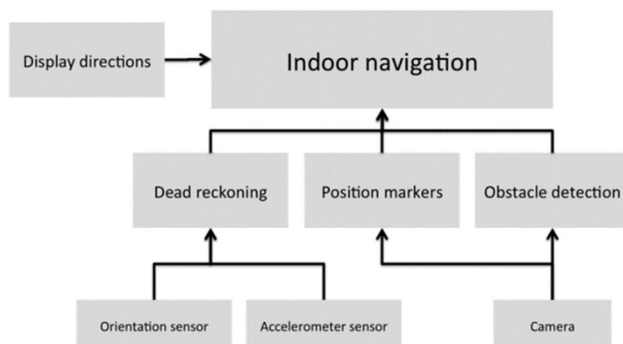 Display directions
Indoor navigation
Dead reckoning
Position markers
Obstacle detection
Orientation sensor
Accelerometer sensor
Camera